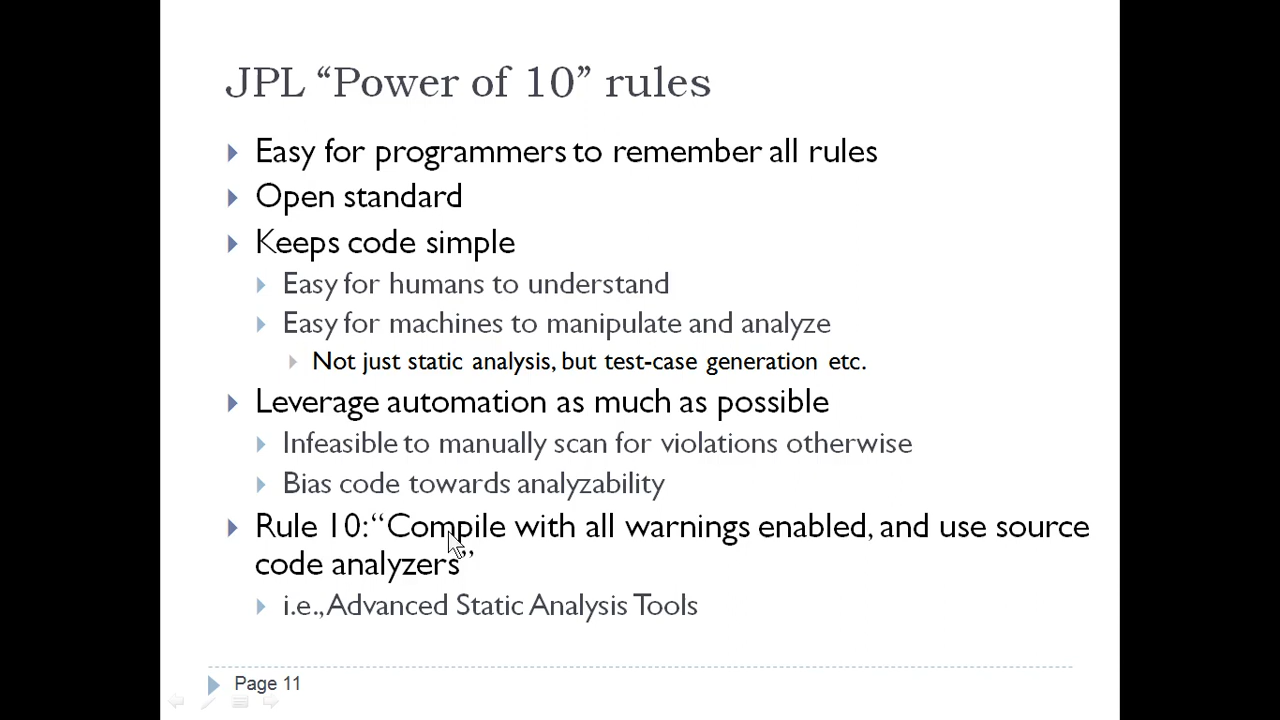 JPL “Power of 10” rules
Easy for programmers to remember all rules
Open standard
Keeps code simple
Easy for humans to understand
Easy for machines to manipulate and analyze
Not just static analysis, but test-case generation etc.
Leverage automation as much as possible
Infeasible to manually scan for violations otherwise
Bias code towards analyzability
Rule 10: “Compile with all warnings enabled, and use source
code analyzers”
i.e., Advanced Static Analysis Tools
Page 11